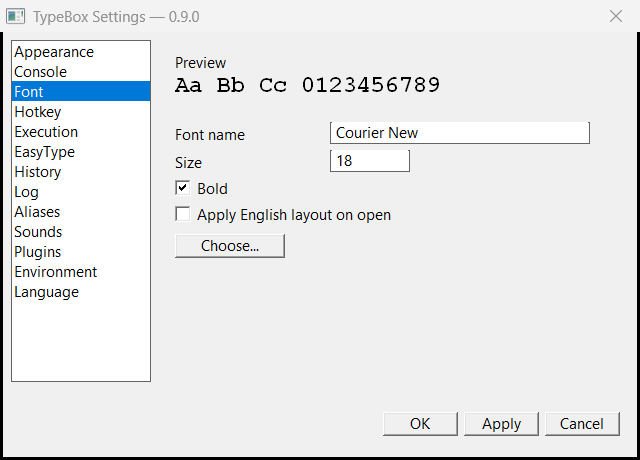 TypeBox Settings — 0.9.0
Appearance
Console
Font
Hotkey
Execution
EasyType
History
Log
Aliases
Sounds
Plugins
Environment
Language
Preview
Aa Bb Cc 0123456789
Font name Courier New
Size 18
Bold
Apply English layout on open
Choose...
OK Apply Cancel